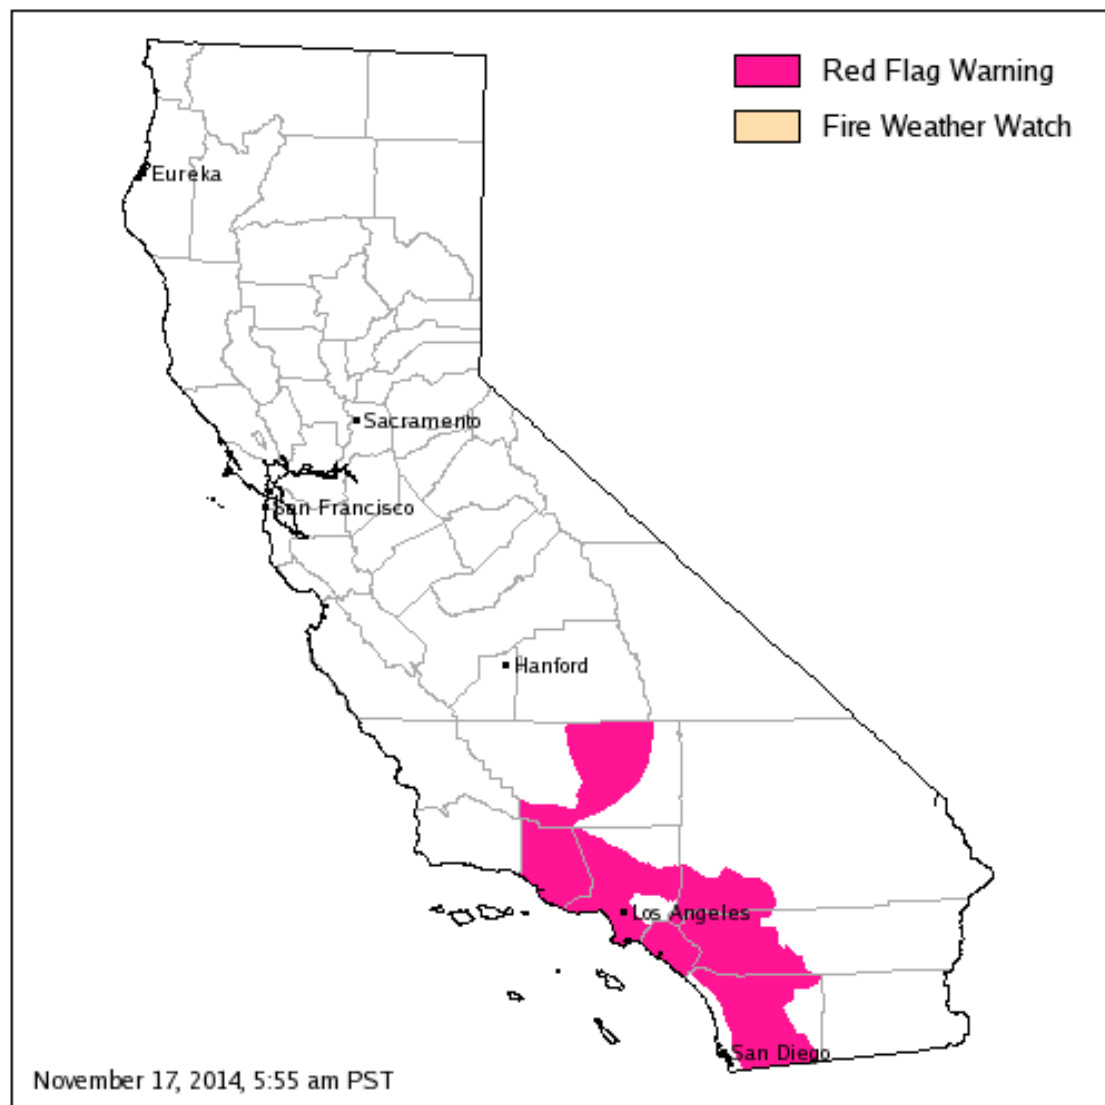 Red Flag Warning
Fire Weather Watch
Eureka
Sacramento
San Francisco
Hanford
Los Angeles
San Diego
November 17, 2014, 5:55 am PST